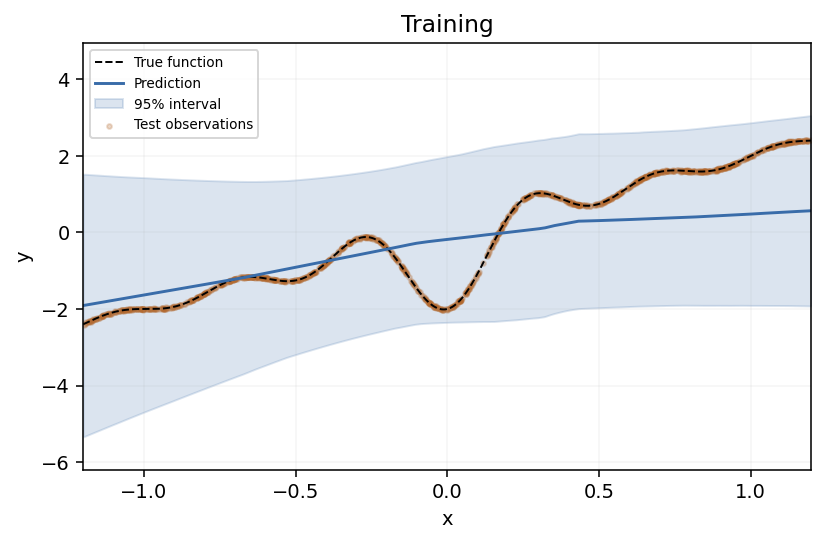 Training
True function
Prediction
95% interval
Test observations
4
2
0
−2
−4
−6
y
−1.0 −0.5 0.0 0.5 1.0
x